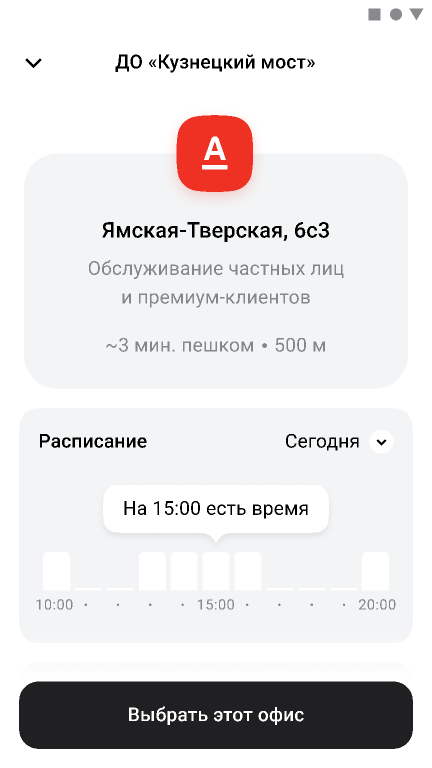 ДО «Кузнецкий мост»
А
Ямская-Тверская, 6с3
Обслуживание частных лиц
и премиум-клиентов
~3 мин. пешком • 500 м
Расписание Сегодня
На 15:00 есть время
10:00 · · · · 15:00 · · · · 20:00
Выбрать этот офис